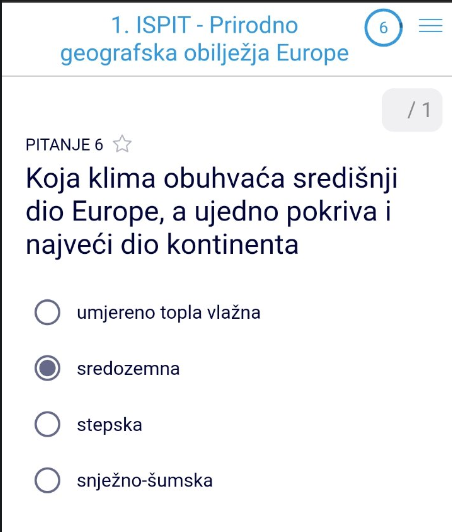 1. ISPIT - Prirodno
geografska obilježja Europe
6
/ 1
PITANJE 6
Koja klima obuhvaća središnji
dio Europe, a ujedno pokriva i
najveći dio kontinenta
umjereno topla vlažna
sredozemna
stepska
snježno-šumska